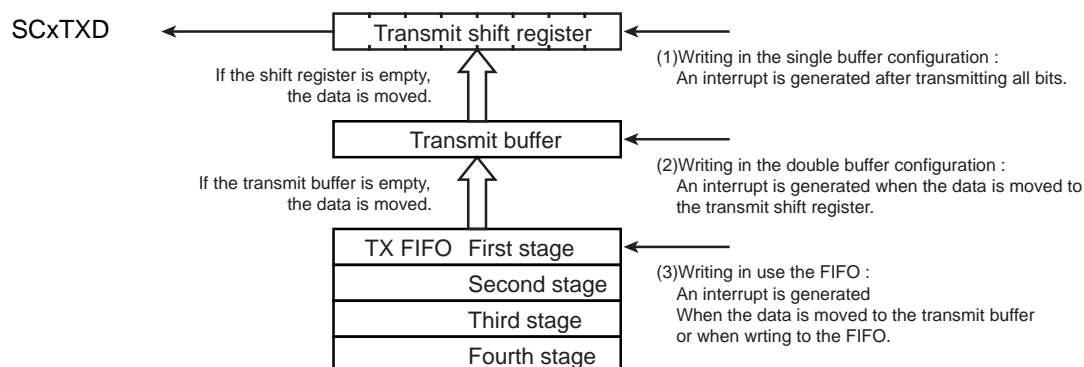 SCxTXD
Transmit shift register
(1)Writing in the single buffer configuration :
An interrupt is generated after transmitting all bits.
If the shift register is empty,
the data is moved.
Transmit buffer
(2)Writing in the double buffer configuration :
An interrupt is generated when the data is moved to
the transmit shift register.
If the transmit buffer is empty,
the data is moved.
TX FIFO First stage
Second stage
Third stage
Fourth stage
(3)Writing in use the FIFO :
An interrupt is generated
When the data is moved to the transmit buffer
or when wrting to the FIFO.